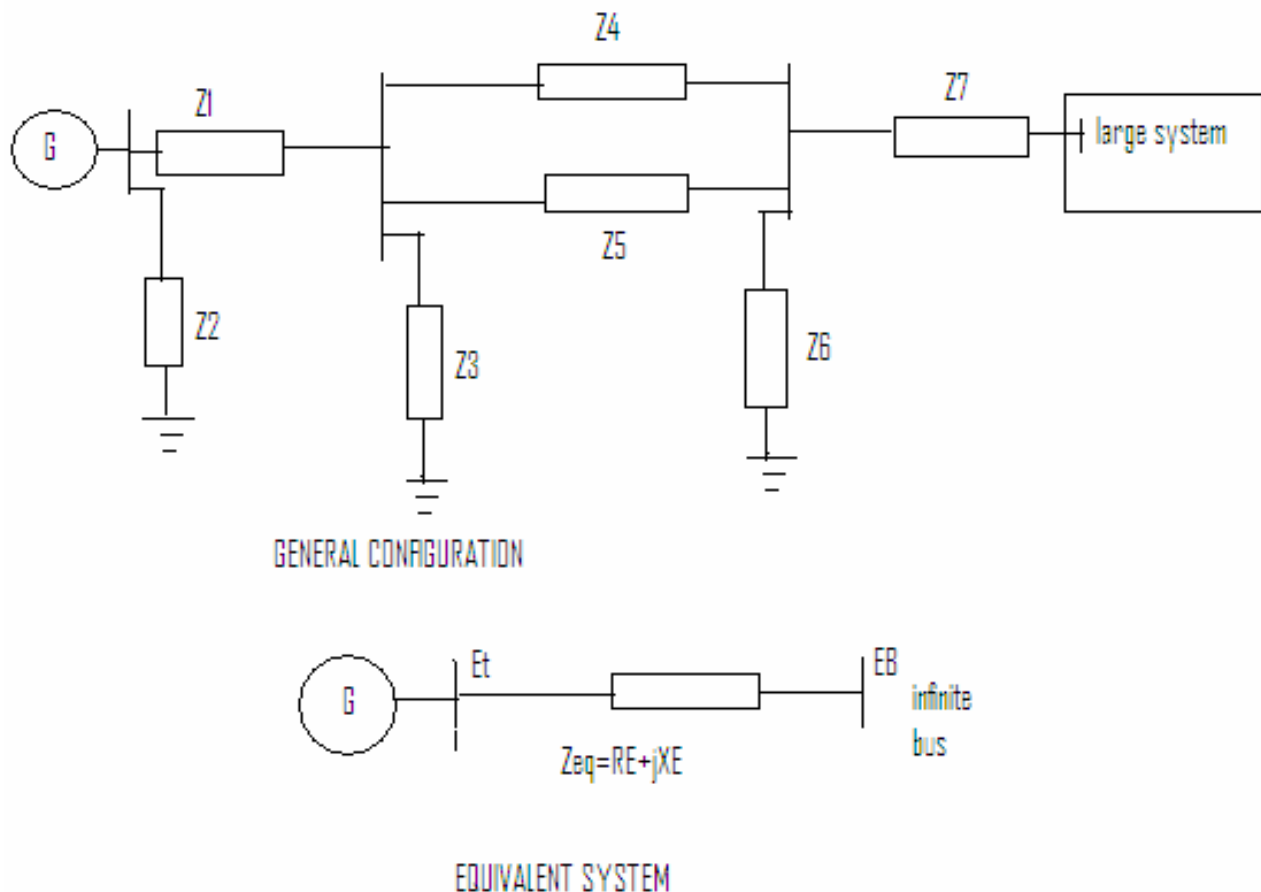 Z4
Z1
Z7
G
large system
Z5
Z2
Z3
Z6
GENERAL CONFIGURATION
Et
EB
G
infinite
bus
Zeq=RE+jXE
EQUIVALENT SYSTEM